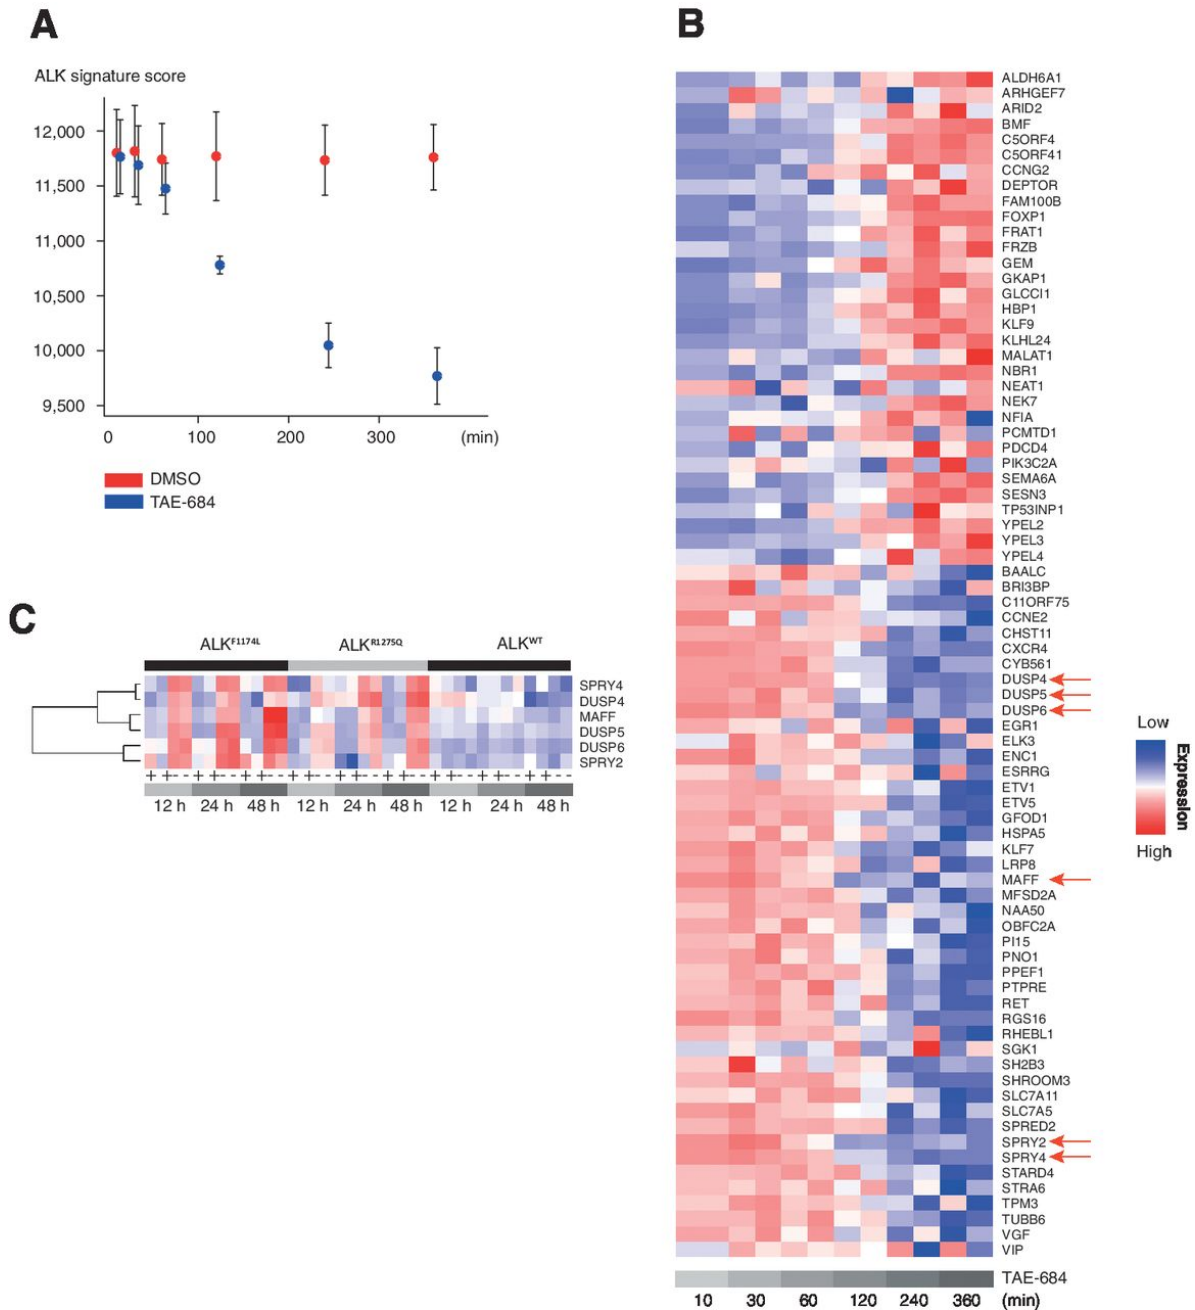 A
ALK signature score
12,000
11,500
11,000
10,500
10,000
9,500
0 100 200 300 (min)
DMSO
TAE-684
B
ALDH6A1
ARHGEF7
ARID2
BMF
C5ORF4
C5ORF41
CCNG2
DEPTOR
FAM100B
FOXP1
FRAT1
FRZB
GEM
GKAP1
GLCCI1
HBP1
KLF9
KLHL24
MALAT1
NBR1
NEAT1
NEK7
NFIA
PCMTD1
PDCD4
PIK3C2A
SEMA6A
SESN3
TP53INP1
YPEL2
YPEL3
YPEL4
BAALC
BRI3BP
C11ORF75
CCNE2
CHST11
CXCR4
CYB561
DUSP4
DUSP5
DUSP6
EGR1
ELK3
ENC1
ESRRG
ETV1
ETV5
GFOD1
HSPA5
KLF7
LRP8
MAFF
MFSD2A
NAA50
OBFC2A
PI15
PNO1
PPEF1
PTPRE
RET
RGS16
RHEBL1
SGK1
SH2B3
SHROOM3
SLC7A11
SLC7A5
SPRED2
SPRY2
SPRY4
STARD4
STRA6
TPM3
TUBB6
VGF
VIP
TAE-684
10 30 60 120 240 360 (min)
Low
Expression
High
C
ALKF1174L ALKR1275Q ALKWT
SPRY4
DUSP4
MAFF
DUSP5
DUSP6
SPRY2
++-- ++-- ++-- ++-- ++-- ++-- ++-- ++-- ++--
12 h 24 h 48 h 12 h 24 h 48 h 12 h 24 h 48 h